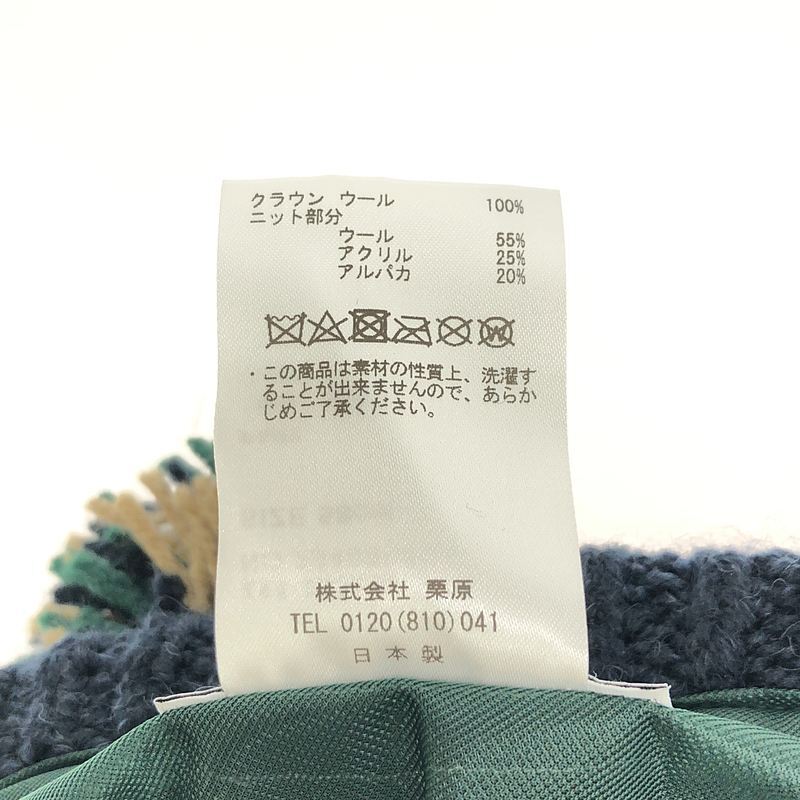 クラウン ウール 100%
ニット部分
ウール 55%
アクリル 25%
アルパカ 20%
・この商品は素材の性質上、洗濯す
ることが出来ませんので、あらか
じめご了承ください。
株式会社 栗原
TEL 0120(810)041
日本製